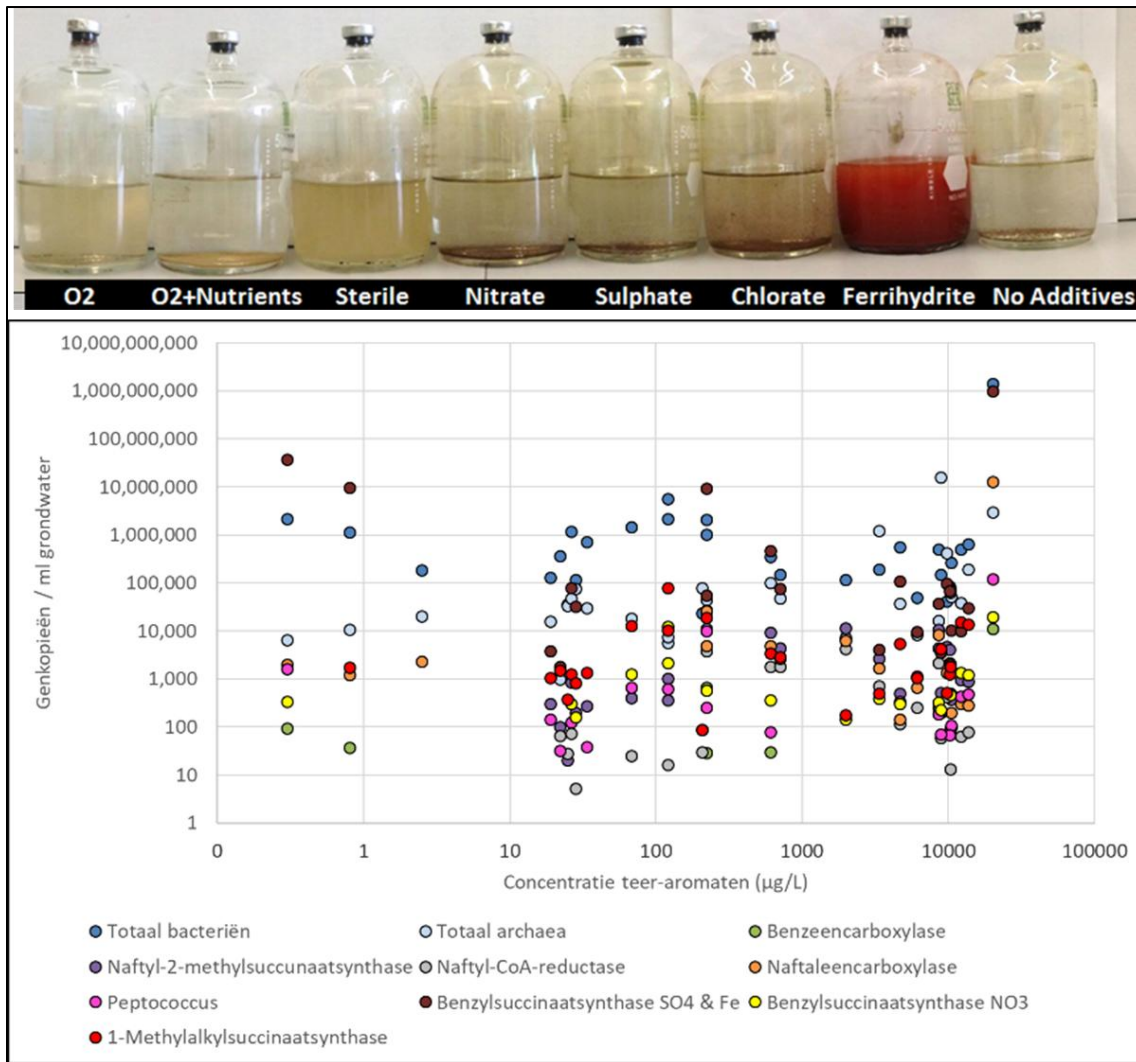 O2 O2+Nutrients Sterile Nitrate Sulphate Chlorate Ferrihydrite No Additives
10,000,000,000
1,000,000,000
100,000,000
10,000,000
1,000,000
100,000
10,000
1,000
100
10
1
Genkopieën / ml grondwater
0 1 10 100 1000 10000 100000
Concentratie teer-aromaten (µg/L)
Totaal bacteriën Totaal archaea Benzeencarboxylase
Naftyl-2-methylsuccunaatsynthase Naftyl-CoA-reductase Naftaleencarboxylase
Peptococcus Benzylsuccinaatsynthase SO4 & Fe Benzylsuccinaatsynthase NO3
1-Methylalkylsuccinaatsynthase